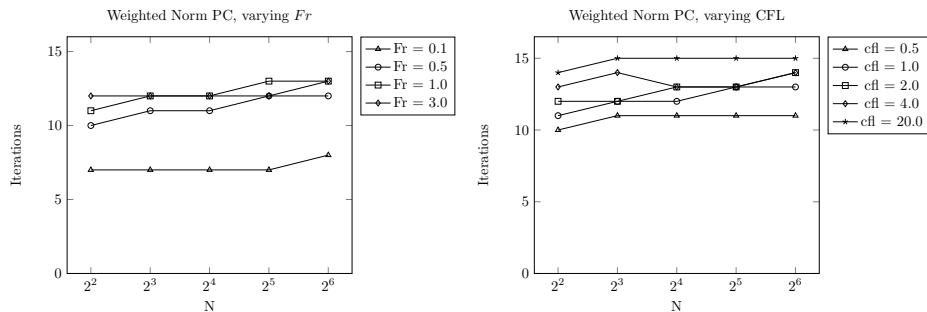 Weighted Norm PC, varying Fr
15
10
5
0
Iterations
2^2 2^3 2^4 2^5 2^6
N
Fr = 0.1
Fr = 0.5
Fr = 1.0
Fr = 3.0
Weighted Norm PC, varying CFL
15
10
5
0
Iterations
2^2 2^3 2^4 2^5 2^6
N
cfl = 0.5
cfl = 1.0
cfl = 2.0
cfl = 4.0
cfl = 20.0